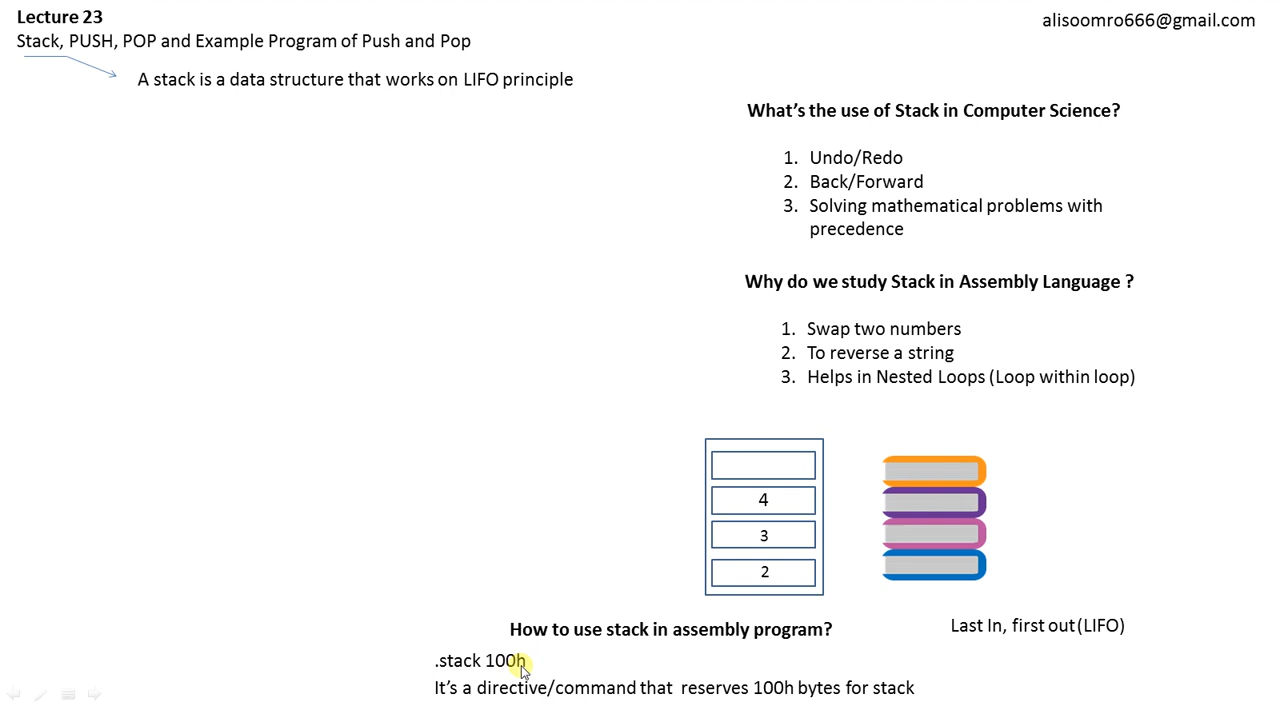 Lecture 23
alisoomro666@gmail.com
Stack, PUSH, POP and Example Program of Push and Pop
A stack is a data structure that works on LIFO principle
What's the use of Stack in Computer Science?
1. Undo/Redo
2. Back/Forward
3. Solving mathematical problems with
precedence
Why do we study Stack in Assembly Language ?
1. Swap two numbers
2. To reverse a string
3. Helps in Nested Loops (Loop within loop)
4
3
2
Last In, first out(LIFO)
How to use stack in assembly program?
.stack 100h
It's a directive/command that reserves 100h bytes for stack